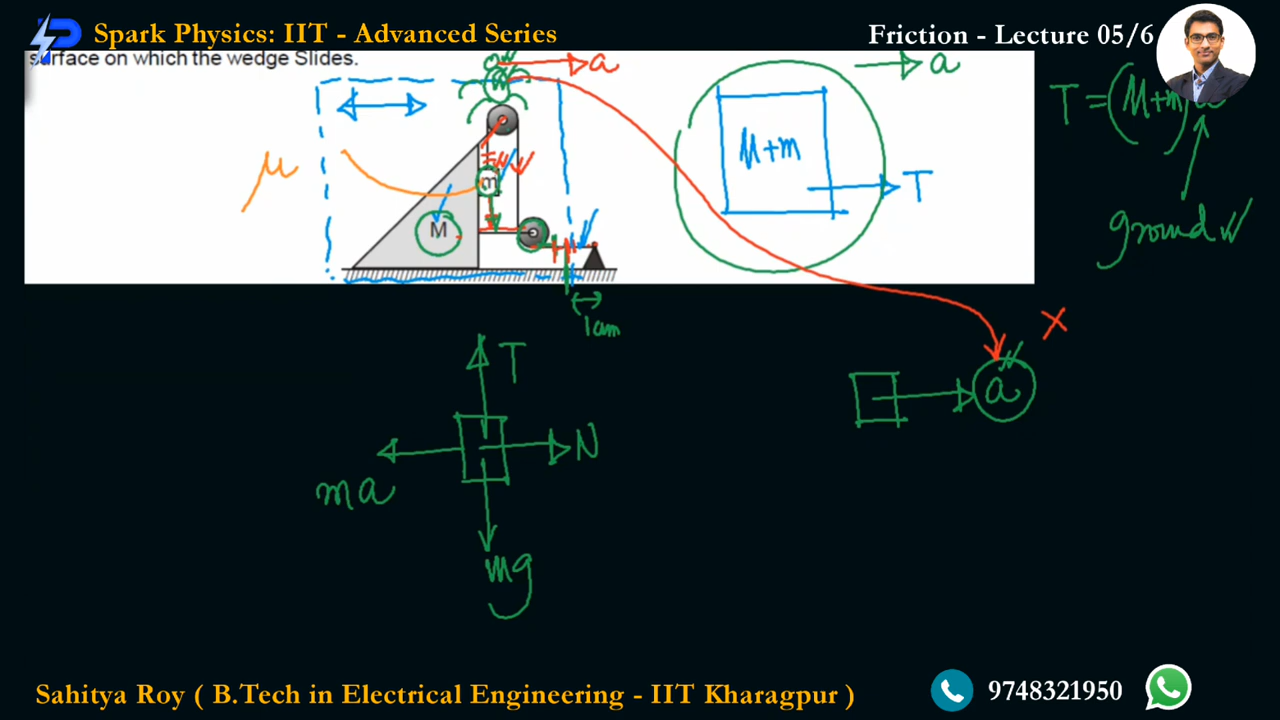 Spark Physics: IIT - Advanced Series
Friction - Lecture 05/6
surface on which the wedge Slides.
a
a
T = (M+m)
μ
M+m
T
m
M
ground
1cm
T
a
N
ma
mg
Sahitya Roy ( B.Tech in Electrical Engineering - IIT Kharagpur )
9748321950